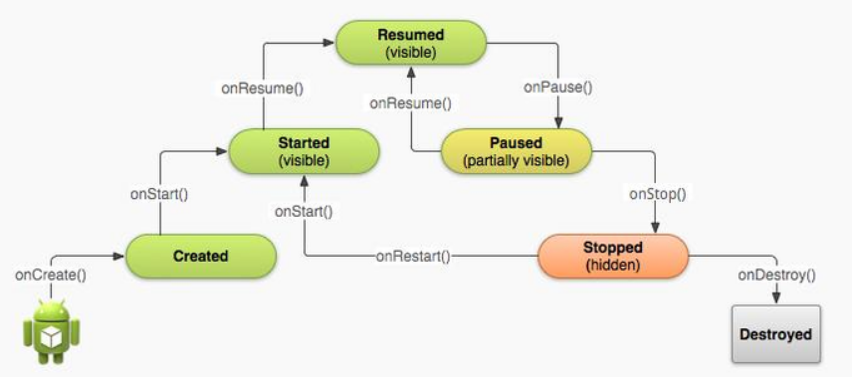 Resumed
(visible)
onResume()
onPause()
onResume()
Started
(visible)
Paused
(partially visible)
onStart()
onStop()
onStart()
Created
onRestart()
Stopped
(hidden)
onCreate()
onDestroy()
Destroyed